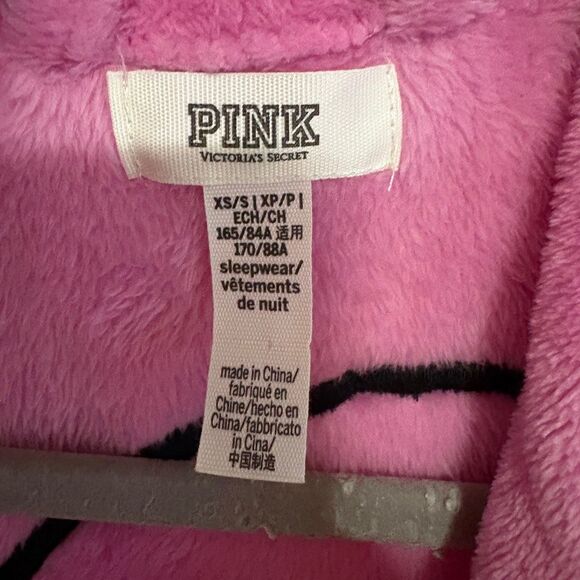 PINK
VICTORIA'S SECRET
XS/S | XP/P |
ECH/CH
165/84A 适用
170/88A
sleepwear/
vêtements
de nuit
made in China/
fabriqué en
Chine/hecho en
China/fabbricato
in Cina/
中国制造